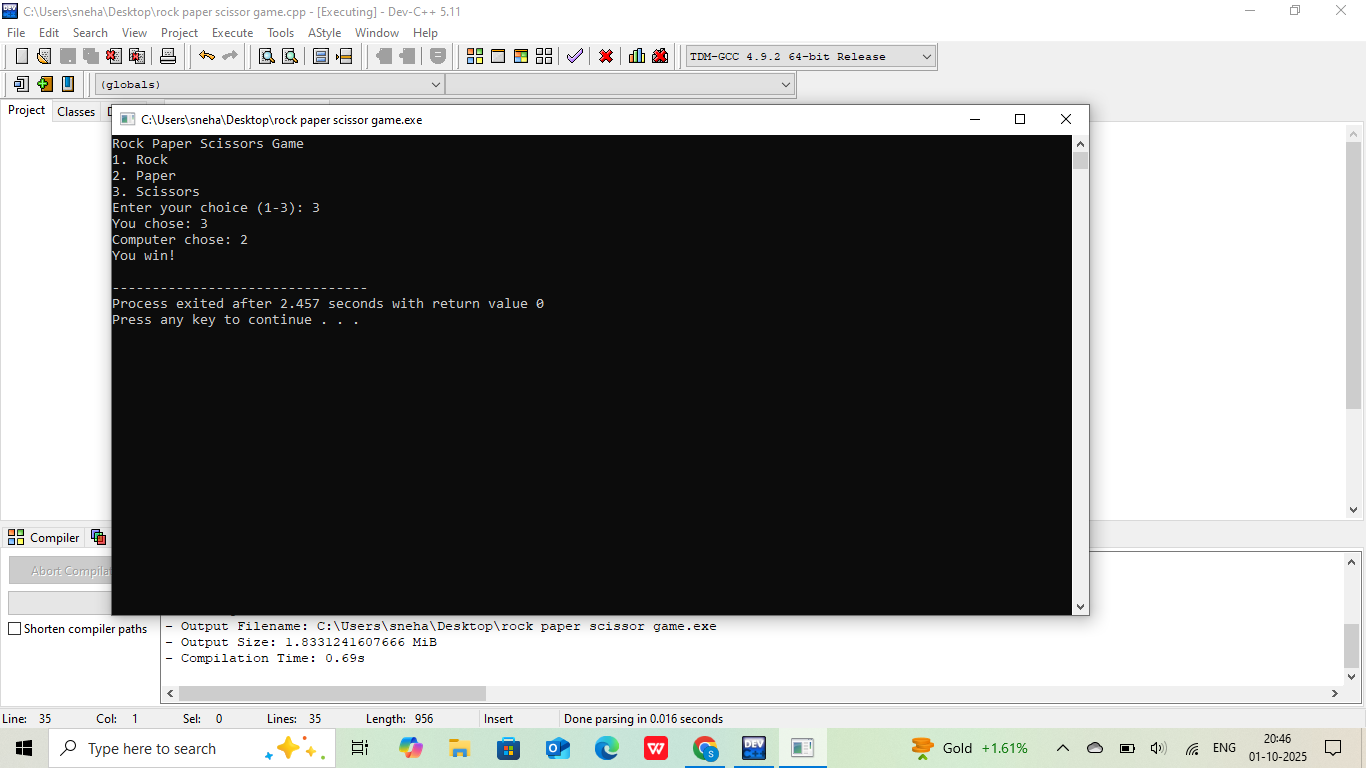 C:\Users\sneha\Desktop\rock paper scissor game.cpp - [Executing] - Dev-C++ 5.11
File Edit Search View Project Execute Tools AStyle Window Help
TDM-GCC 4.9.2 64-bit Release
(globals)
Project Classes
C:\Users\sneha\Desktop\rock paper scissor game.exe
Rock Paper Scissors Game
1. Rock
2. Paper
3. Scissors
Enter your choice (1-3): 3
You chose: 3
Computer chose: 2
You win!
--------------------------------
Process exited after 2.457 seconds with return value 0
Press any key to continue . . .
Compiler
Abort
Shorten compiler paths
- Output Filename: C:\Users\sneha\Desktop\rock paper scissor game.exe
- Output Size: 1.8331241607666 MiB
- Compilation Time: 0.69s
Line: 35 Col: 1 Sel: 0 Lines: 35 Length: 956 Insert Done parsing in 0.016 seconds
Type here to search
DEV
Gold +1.61%
ENG
20:46
01-10-2025